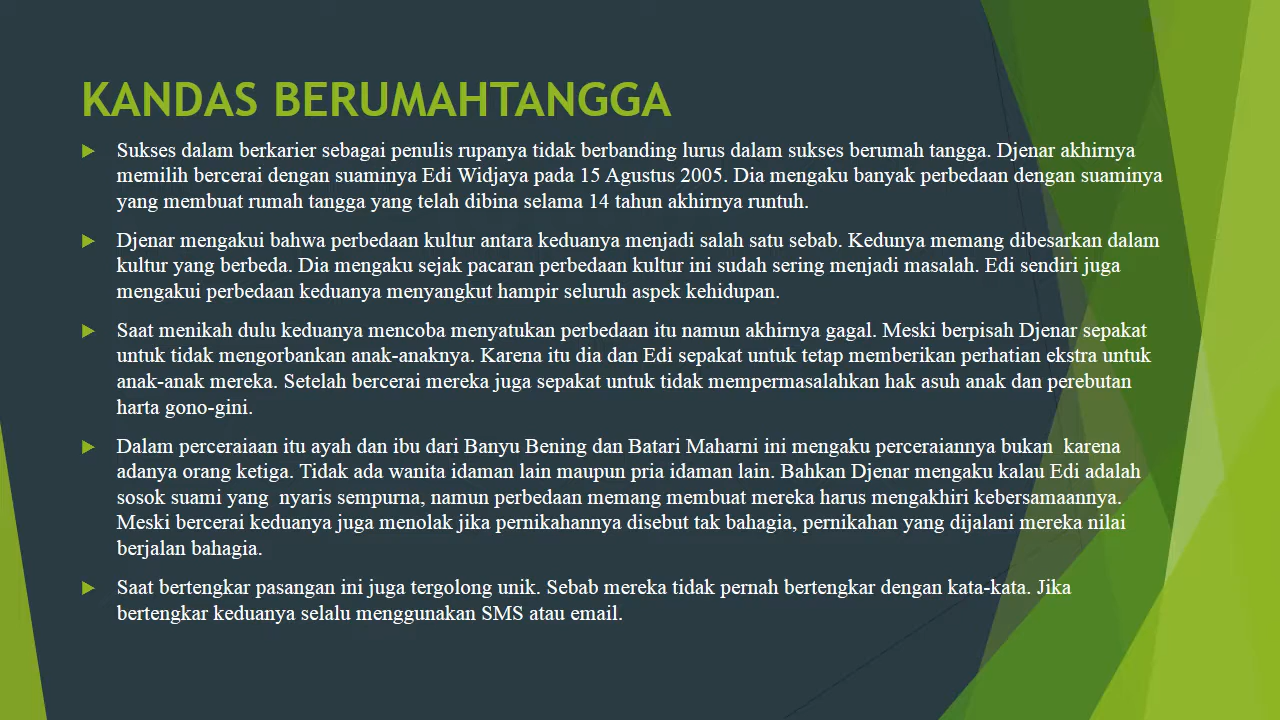 KANDAS BERUMAHTANGGA
Sukses dalam berkarier sebagai penulis rupanya tidak berbanding lurus dalam sukses berumah tangga. Djenar akhirnya
memilih bercerai dengan suaminya Edi Widjaya pada 15 Agustus 2005. Dia mengaku banyak perbedaan dengan suaminya
yang membuat rumah tangga yang telah dibina selama 14 tahun akhirnya runtuh.
Djenar mengakui bahwa perbedaan kultur antara keduanya menjadi salah satu sebab. Kedunya memang dibesarkan dalam
kultur yang berbeda. Dia mengaku sejak pacaran perbedaan kultur ini sudah sering menjadi masalah. Edi sendiri juga
mengakui perbedaan keduanya menyangkut hampir seluruh aspek kehidupan.
Saat menikah dulu keduanya mencoba menyatukan perbedaan itu namun akhirnya gagal. Meski berpisah Djenar sepakat
untuk tidak mengorbankan anak-anaknya. Karena itu dia dan Edi sepakat untuk tetap memberikan perhatian ekstra untuk
anak-anak mereka. Setelah bercerai mereka juga sepakat untuk tidak mempermasalahkan hak asuh anak dan perebutan
harta gono-gini.
Dalam perceraiaan itu ayah dan ibu dari Banyu Bening dan Batari Maharni ini mengaku perceraiannya bukan  karena
adanya orang ketiga. Tidak ada wanita idaman lain maupun pria idaman lain. Bahkan Djenar mengaku kalau Edi adalah
sosok suami yang  nyaris sempurna, namun perbedaan memang membuat mereka harus mengakhiri kebersamaannya.
Meski bercerai keduanya juga menolak jika pernikahannya disebut tak bahagia, pernikahan yang dijalani mereka nilai
berjalan bahagia.
Saat bertengkar pasangan ini juga tergolong unik. Sebab mereka tidak pernah bertengkar dengan kata-kata. Jika
bertengkar keduanya selalu menggunakan SMS atau email.